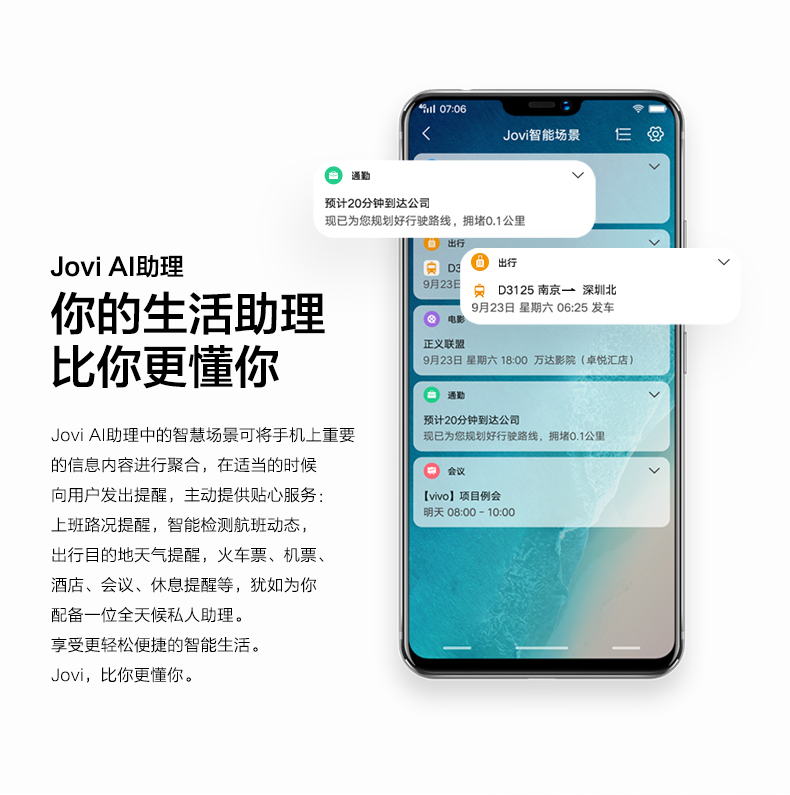 Jovi AI助理
你的生活助理
比你更懂你
Jovi AI助理中的智慧场景可将手机上重要
的信息内容进行聚合，在适当的时候
向用户发出提醒，主动提供贴心服务：
上班路况提醒，智能检测航班动态，
出行目的地天气提醒，火车票、机票、
酒店、会议、休息提醒等，犹如为你
配备一位全天候私人助理。
享受更轻松便捷的智能生活。
Jovi，比你更懂你。
4G 07:06
Jovi智能场景
通勤
预计20分钟到达公司
现已为您规划好行驶路线，拥堵0.1公里
出行
D3
9月23日
出行
D3125 南京→ 深圳北
9月23日 星期六 06:25 发车
电影
正义联盟
9月23日 星期六 18:00 万达影院（卓悦汇店）
通勤
预计20分钟到达公司
现已为您规划好行驶路线，拥堵0.1公里
会议
【vivo】项目例会
明天 08:00 - 10:00